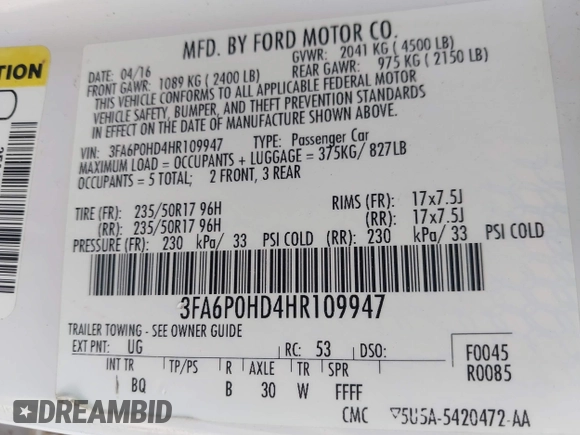 MFD. BY FORD MOTOR CO.
DATE: 04/16 GVWR: 2041 KG ( 4500 LB)
FRONT GAWR: 1089 KG ( 2400 LB) REAR GAWR: 975 KG ( 2150 LB)
THIS VEHICLE CONFORMS TO ALL APPLICABLE FEDERAL MOTOR
VEHICLE SAFETY, BUMPER, AND THEFT PREVENTION STANDARDS
IN EFFECT ON THE DATE OF MANUFACTURE SHOWN ABOVE.
VIN: 3FA6P0HD4HR109947 TYPE: Passenger Car
MAXIMUM LOAD = OCCUPANTS + LUGGAGE = 375KG/ 827LB
OCCUPANTS = 5 TOTAL; 2 FRONT, 3 REAR
TIRE (FR): 235/50R17 96H RIMS (FR): 17x7.5J
(RR): 235/50R17 96H (RR): 17x7.5J
PRESSURE (FR): 230 kPa/ 33 PSI COLD (RR): 230 kPa/ 33 PSI COLD
3FA6P0HD4HR109947
TRAILER TOWING - SEE OWNER GUIDE
EXT PNT: UG RC: 53 DSO: F0045
R0085
INT TR TP/PS R AXLE TR SPR
BQ B 30 W FFFF
CMC 5U5A-5420472-AA
TION
DREAMBID